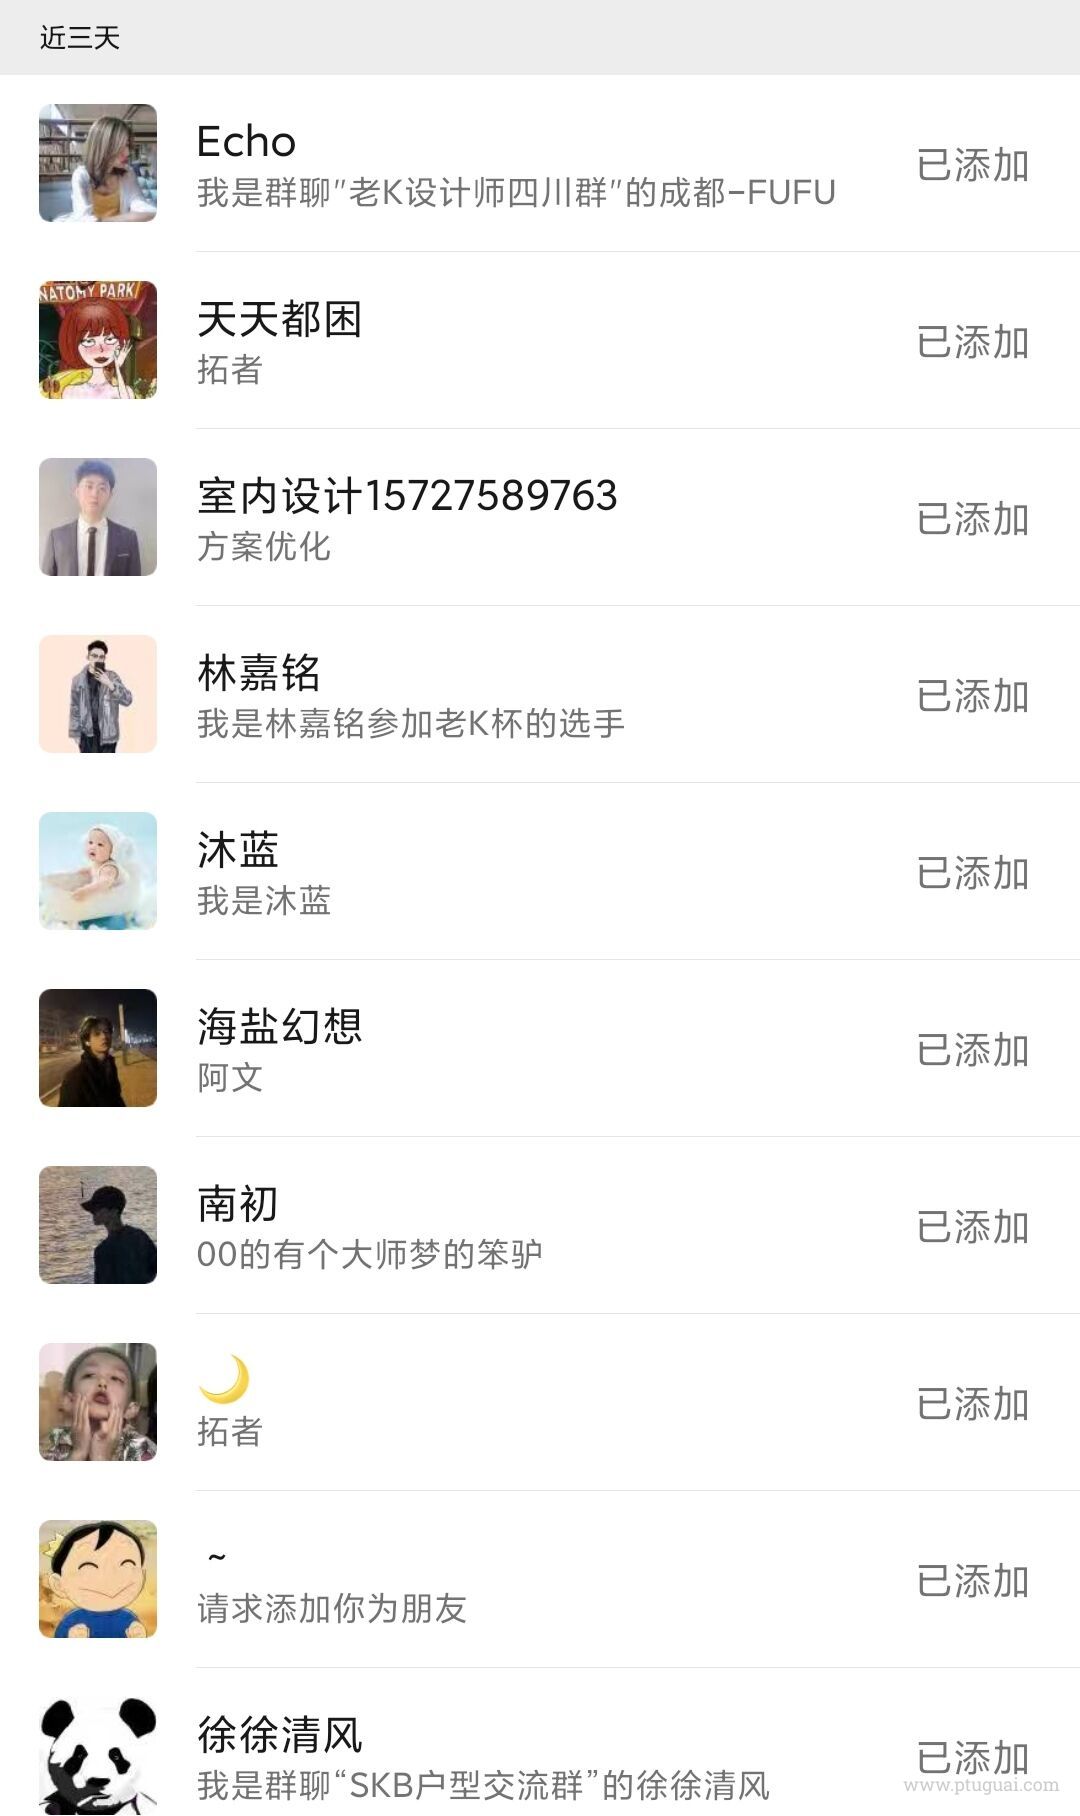 近三天
Echo
我是群聊"老K设计师四川群"的成都-FUFU
已添加
NATOMY PARK
天天都困
拓者
已添加
室内设计15727589763
方案优化
已添加
林嘉铭
我是林嘉铭参加老K杯的选手
已添加
沐蓝
我是沐蓝
已添加
海盐幻想
阿文
已添加
南初
00的有个大师梦的笨驴
已添加
🌙
拓者
已添加
~
请求添加你为朋友
已添加
徐徐清风
我是群聊“SKB户型交流群”的徐徐清风
已添加
www.ptuguai.com